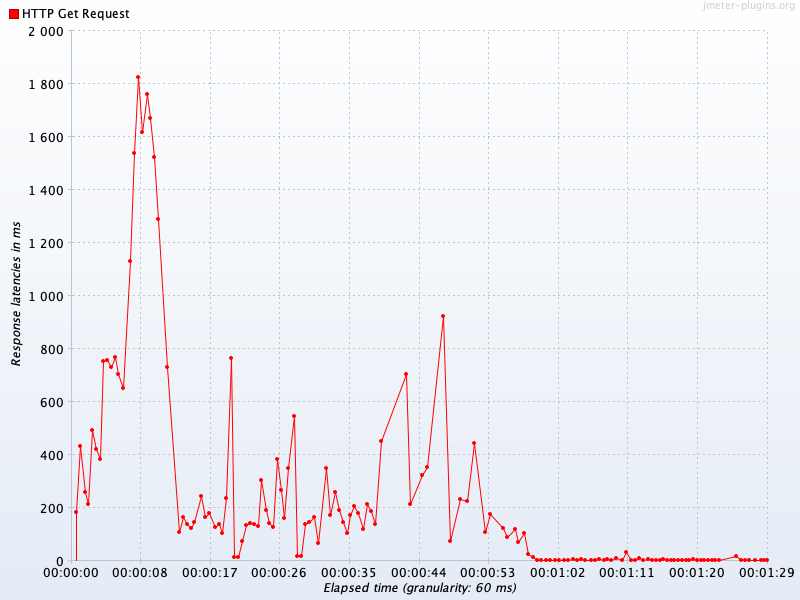 jmeter-plugins.org
HTTP Get Request
2 000
1 800
1 600
1 400
1 200
1 000
800
600
400
200
0
Response latencies in ms
00:00:00 00:00:08 00:00:17 00:00:26 00:00:35 00:00:44 00:00:53 00:01:02 00:01:11 00:01:20 00:01:29
Elapsed time (granularity: 60 ms)